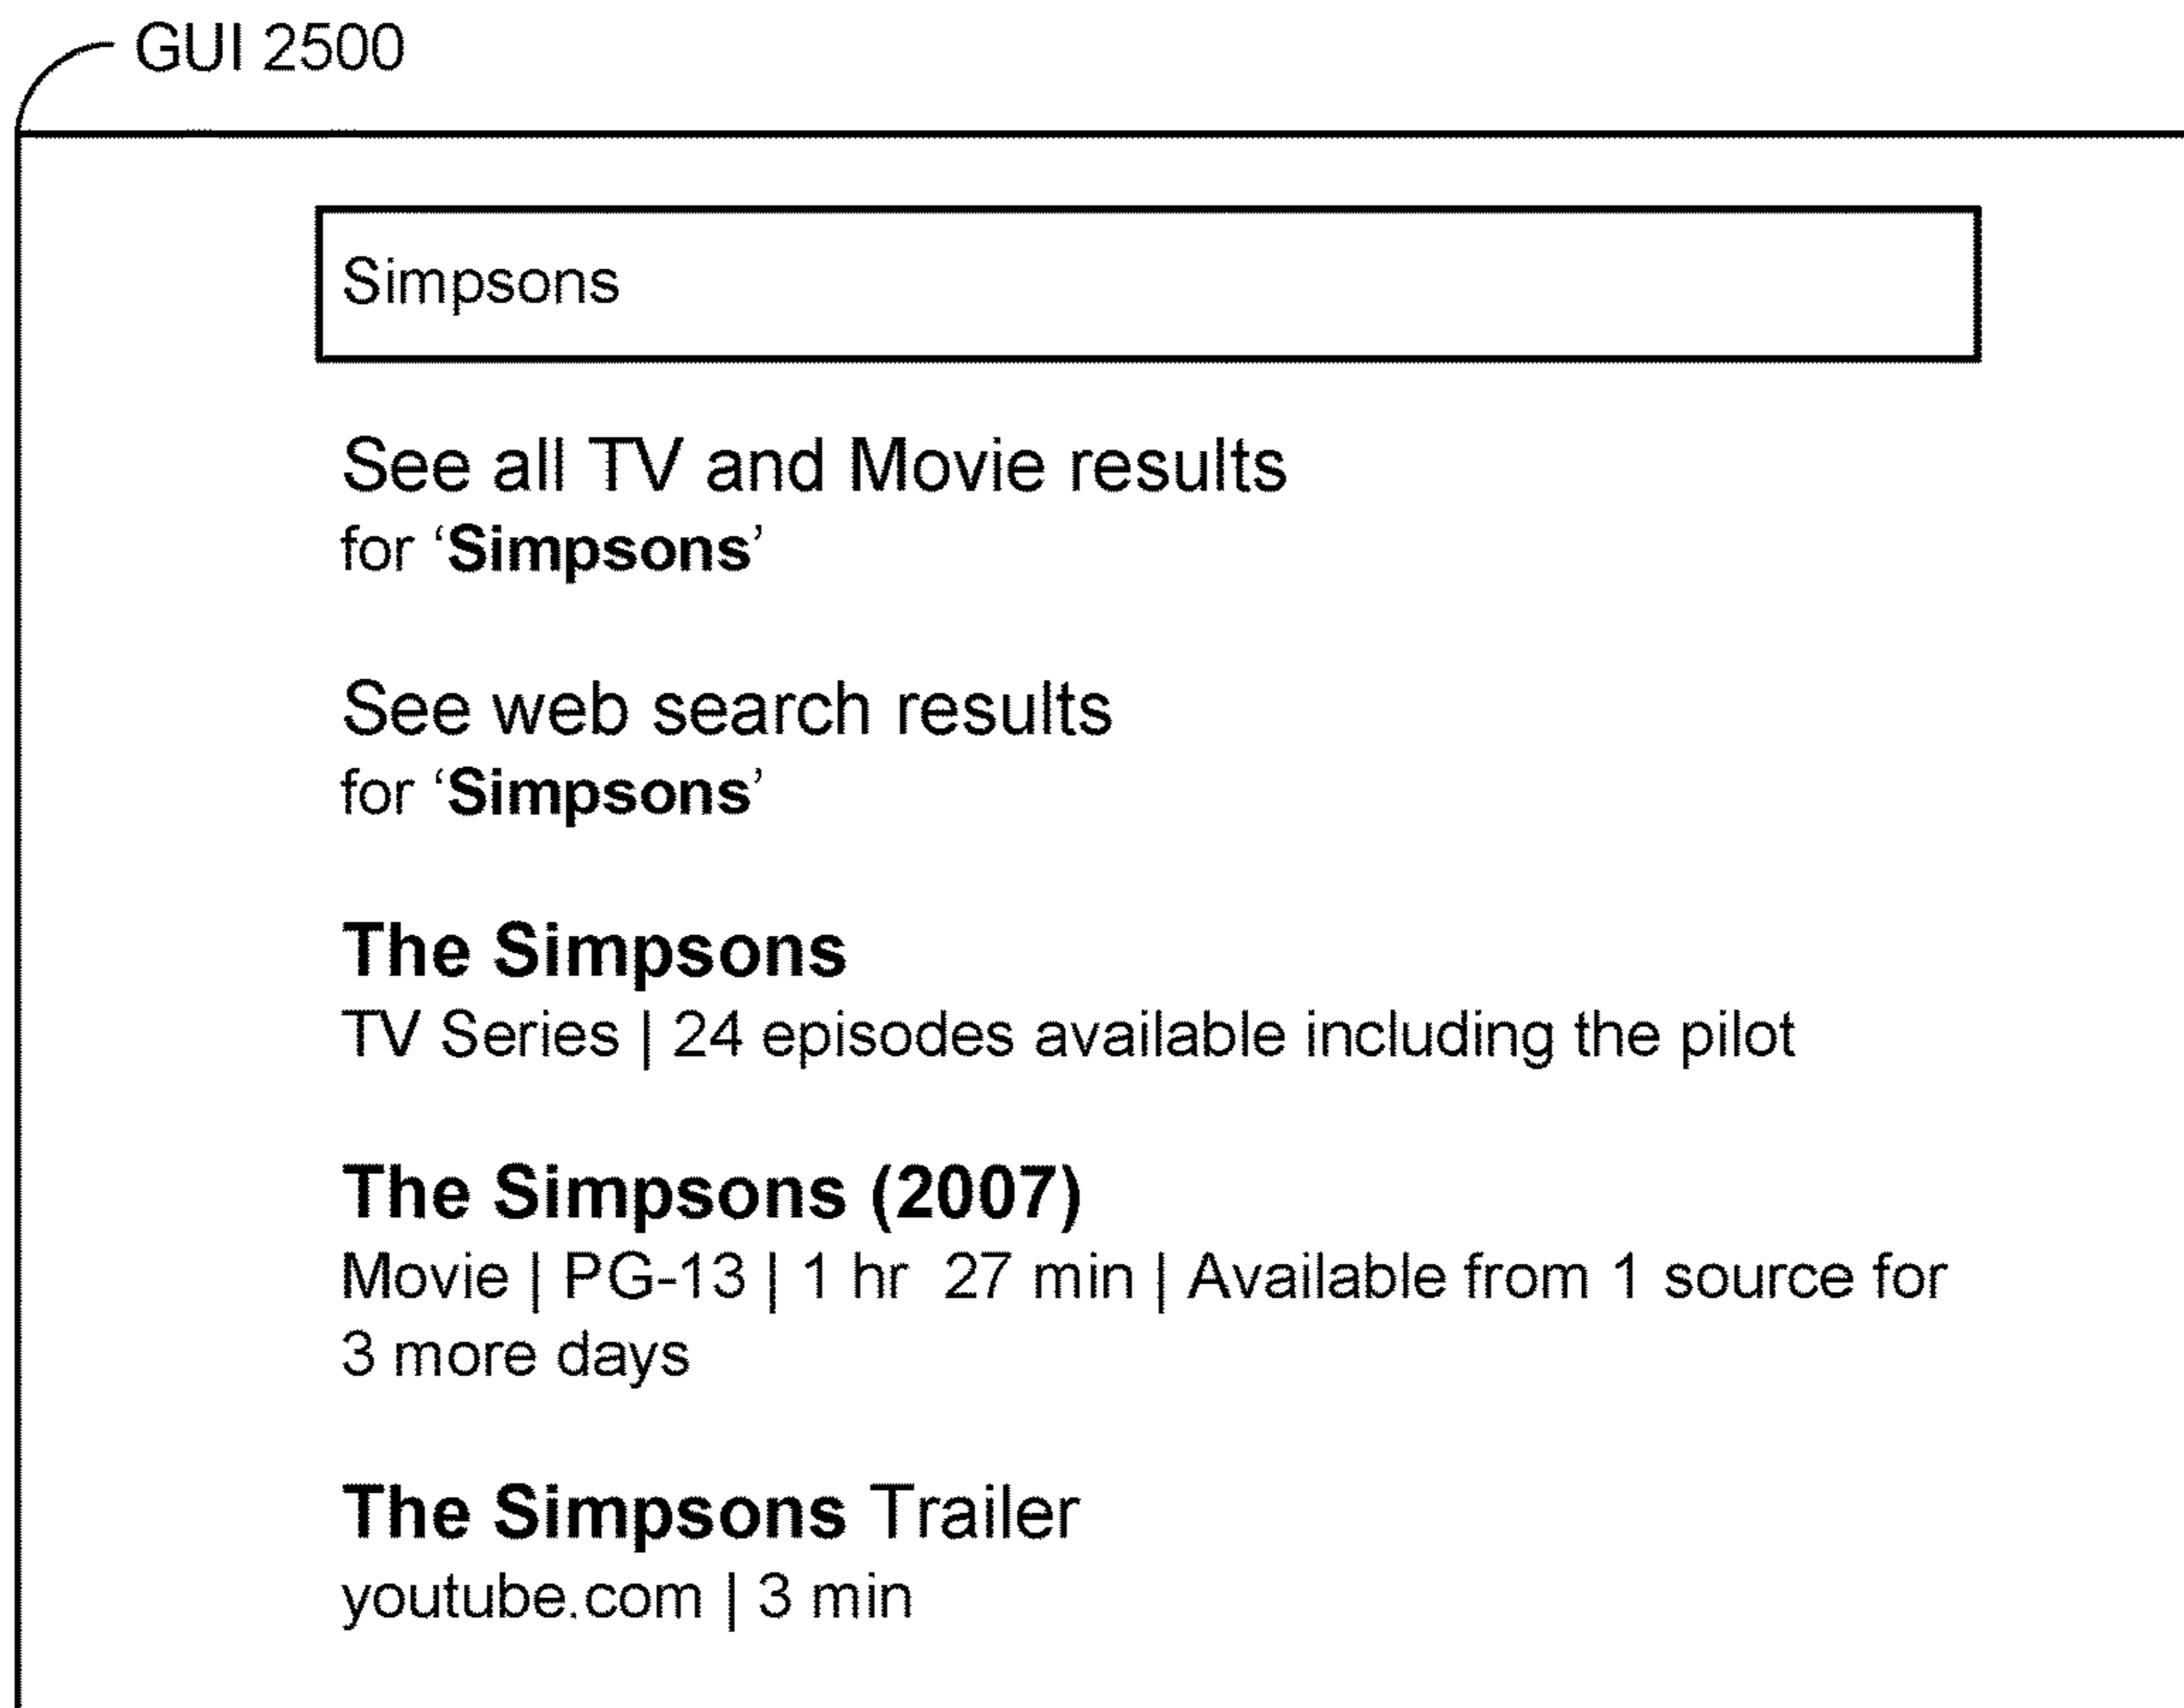 GUI 2500
Simpsons
See all TV and Movie results
for ‘Simpsons’
See web search results
for ‘Simpsons’
The Simpsons
TV Series | 24 episodes available including the pilot
The Simpsons (2007)
Movie | PG-13 | 1 hr 27 min | Available from 1 source for
3 more days
The Simpsons Trailer
youtube.com | 3 min